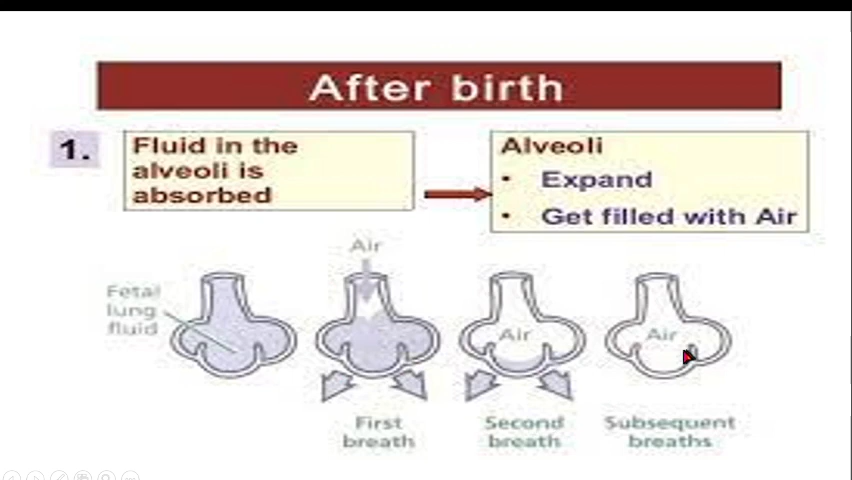 After birth
1.
Fluid in the
alveoli is
absorbed
Alveoli
• Expand
• Get filled with Air
Air
Fetal
lung
fluid
Air
Air
First
breath
Second
breath
Subsequent
breaths